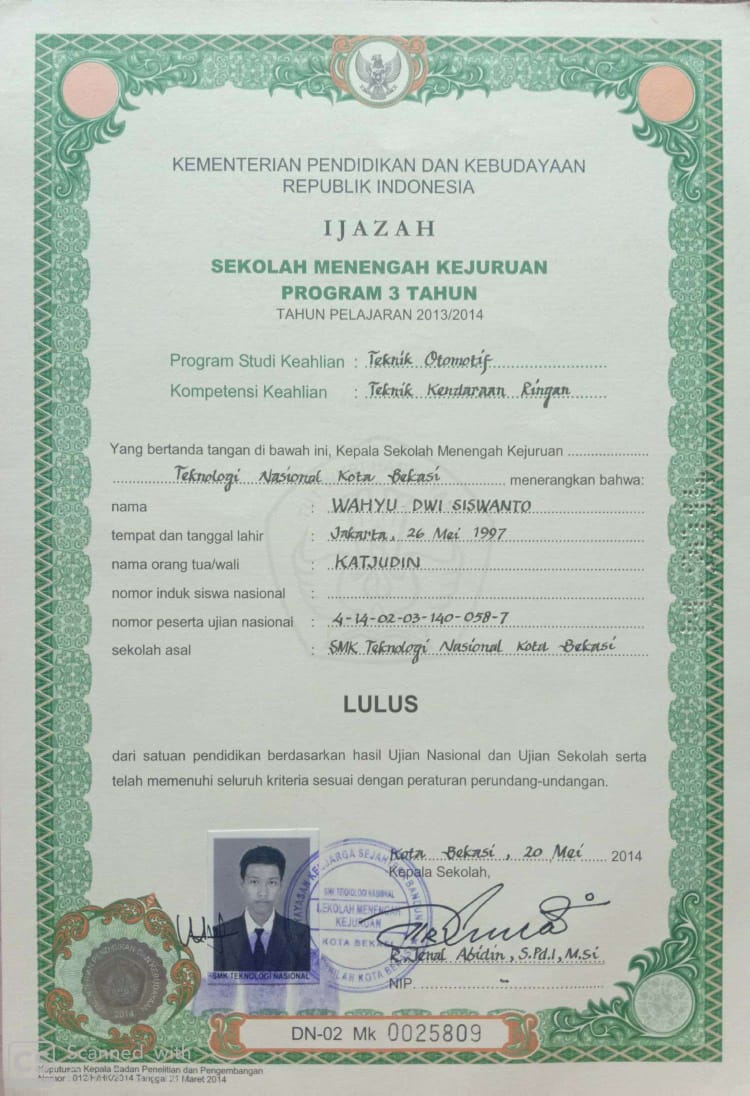 KEMENTERIAN PENDIDIKAN DAN KEBUDAYAAN
REPUBLIK INDONESIA
IJAZAH
SEKOLAH MENENGAH KEJURUAN
PROGRAM 3 TAHUN
TAHUN PELAJARAN 2013/2014
Program Studi Keahlian : Teknik Otomotif
Kompetensi Keahlian : Teknik Kendaraan Ringan
Yang bertanda tangan di bawah ini, Kepala Sekolah Menengah Kejuruan
Teknologi Nasional Kota Bekasi menerangkan bahwa:
nama : WAHYU DWI SISWANTO
tempat dan tanggal lahir : Jakarta, 26 Mei 1997
nama orang tua/wali : KATJUDIN
nomor induk siswa nasional :
nomor peserta ujian nasional : 4-14-02-03-140-058-7
sekolah asal : SMK Teknologi Nasional Kota Bekasi
LULUS
dari satuan pendidikan berdasarkan hasil Ujian Nasional dan Ujian Sekolah serta
telah memenuhi seluruh kriteria sesuai dengan peraturan perundang-undangan.
Kota Bekasi, 20 Mei 2014
Kepala Sekolah,
SMK TEKNOLOGI NASIONAL
SEKOLAH MENENGAH
KEJURUAN
KOTA BEKASI
R. Jenal Abidin, S.Pd.I, M.Si
NIP. -
SMK TEKNOLOGI NASIONAL
2014
DN-02 Mk 0025809
CS Scanned with
Keputusan Kepala Badan Penelitian dan Pengembangan
Nomor : 012/H/HK/2014 Tanggal 21 Maret 2014